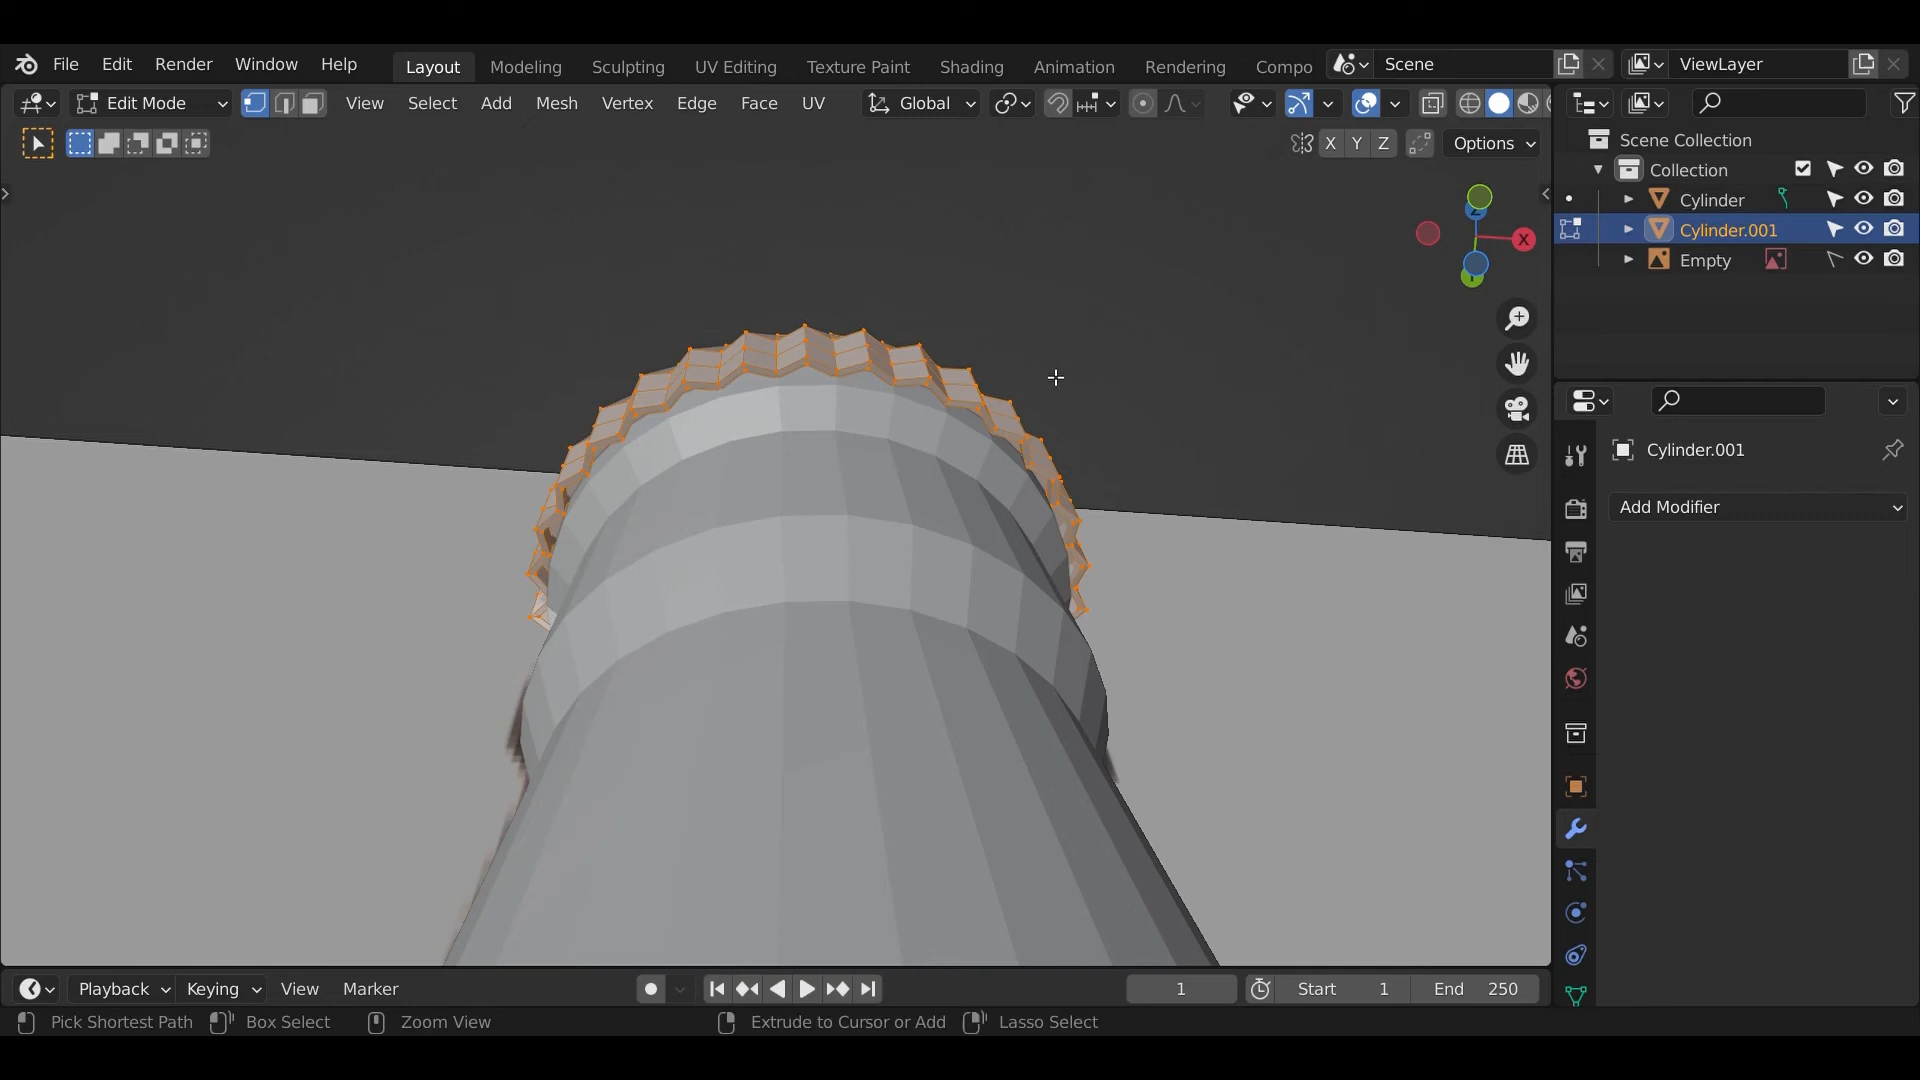 File Edit Render Window Help Layout Modeling Sculpting UV Editing Texture Paint Shading Animation Rendering Compo Scene ViewLayer
Edit Mode View Select Add Mesh Vertex Edge Face UV Global
X Y Z Options
Scene Collection
Collection
Cylinder
Cylinder.001
Empty
Z
X
Cylinder.001
Add Modifier
Playback Keying View Marker 1 Start 1 End 250
Pick Shortest Path Box Select Zoom View Extrude to Cursor or Add Lasso Select